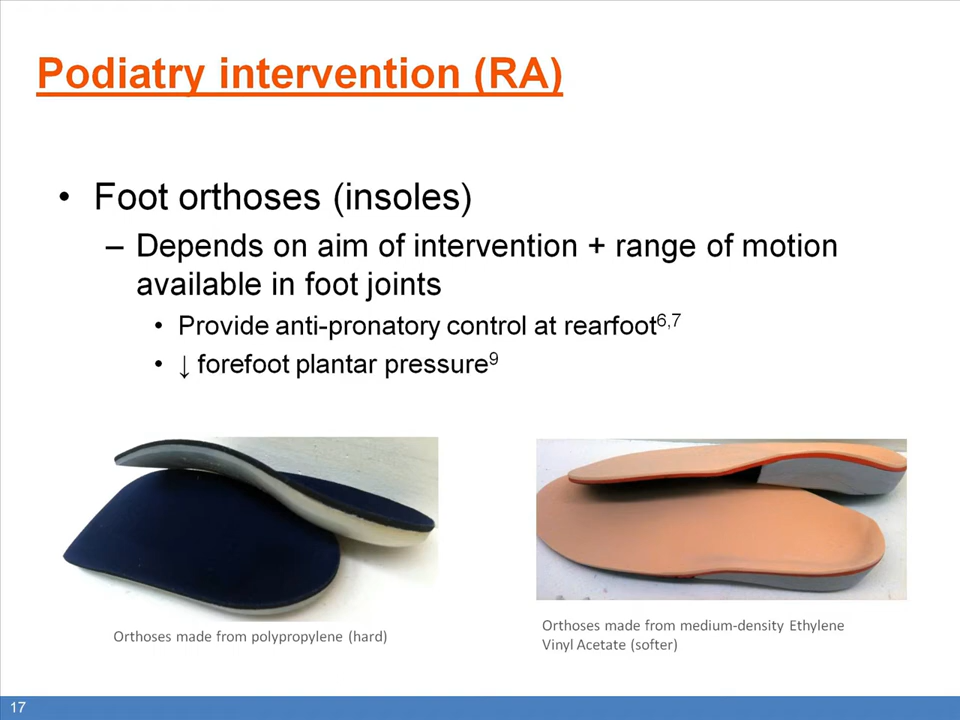 Podiatry intervention (RA)
• Foot orthoses (insoles)
– Depends on aim of intervention + range of motion
available in foot joints
• Provide anti-pronatory control at rearfoot6,7
• ↓ forefoot plantar pressure9
Orthoses made from polypropylene (hard)
Orthoses made from medium-density Ethylene
Vinyl Acetate (softer)
17